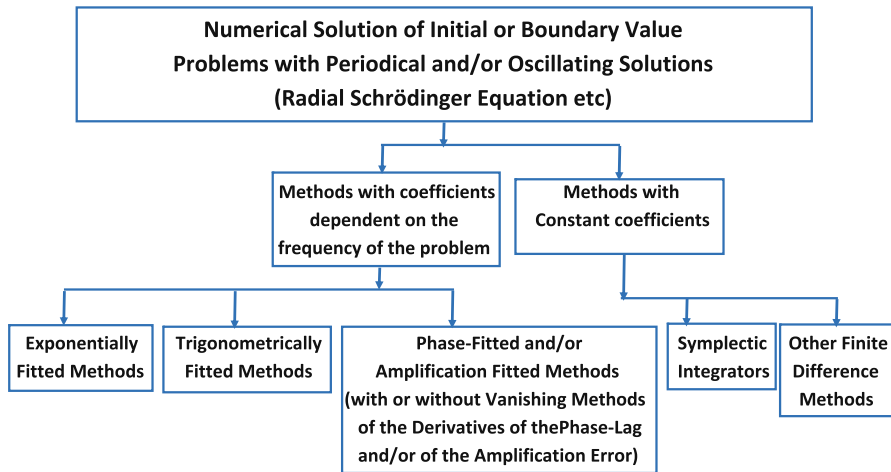 Numerical Solution of Initial or Boundary Value
Problems with Periodical and/or Oscillating Solutions
(Radial Schrödinger Equation etc)
Methods with coefficients
dependent on the
frequency of the problem
Methods with
Constant coefficients
Exponentially
Fitted Methods
Trigonometrically
Fitted Methods
Phase-Fitted and/or
Amplification Fitted Methods
(with or without Vanishing Methods
of the Derivatives of thePhase-Lag
and/or of the Amplification Error)
Symplectic
Integrators
Other Finite
Difference
Methods